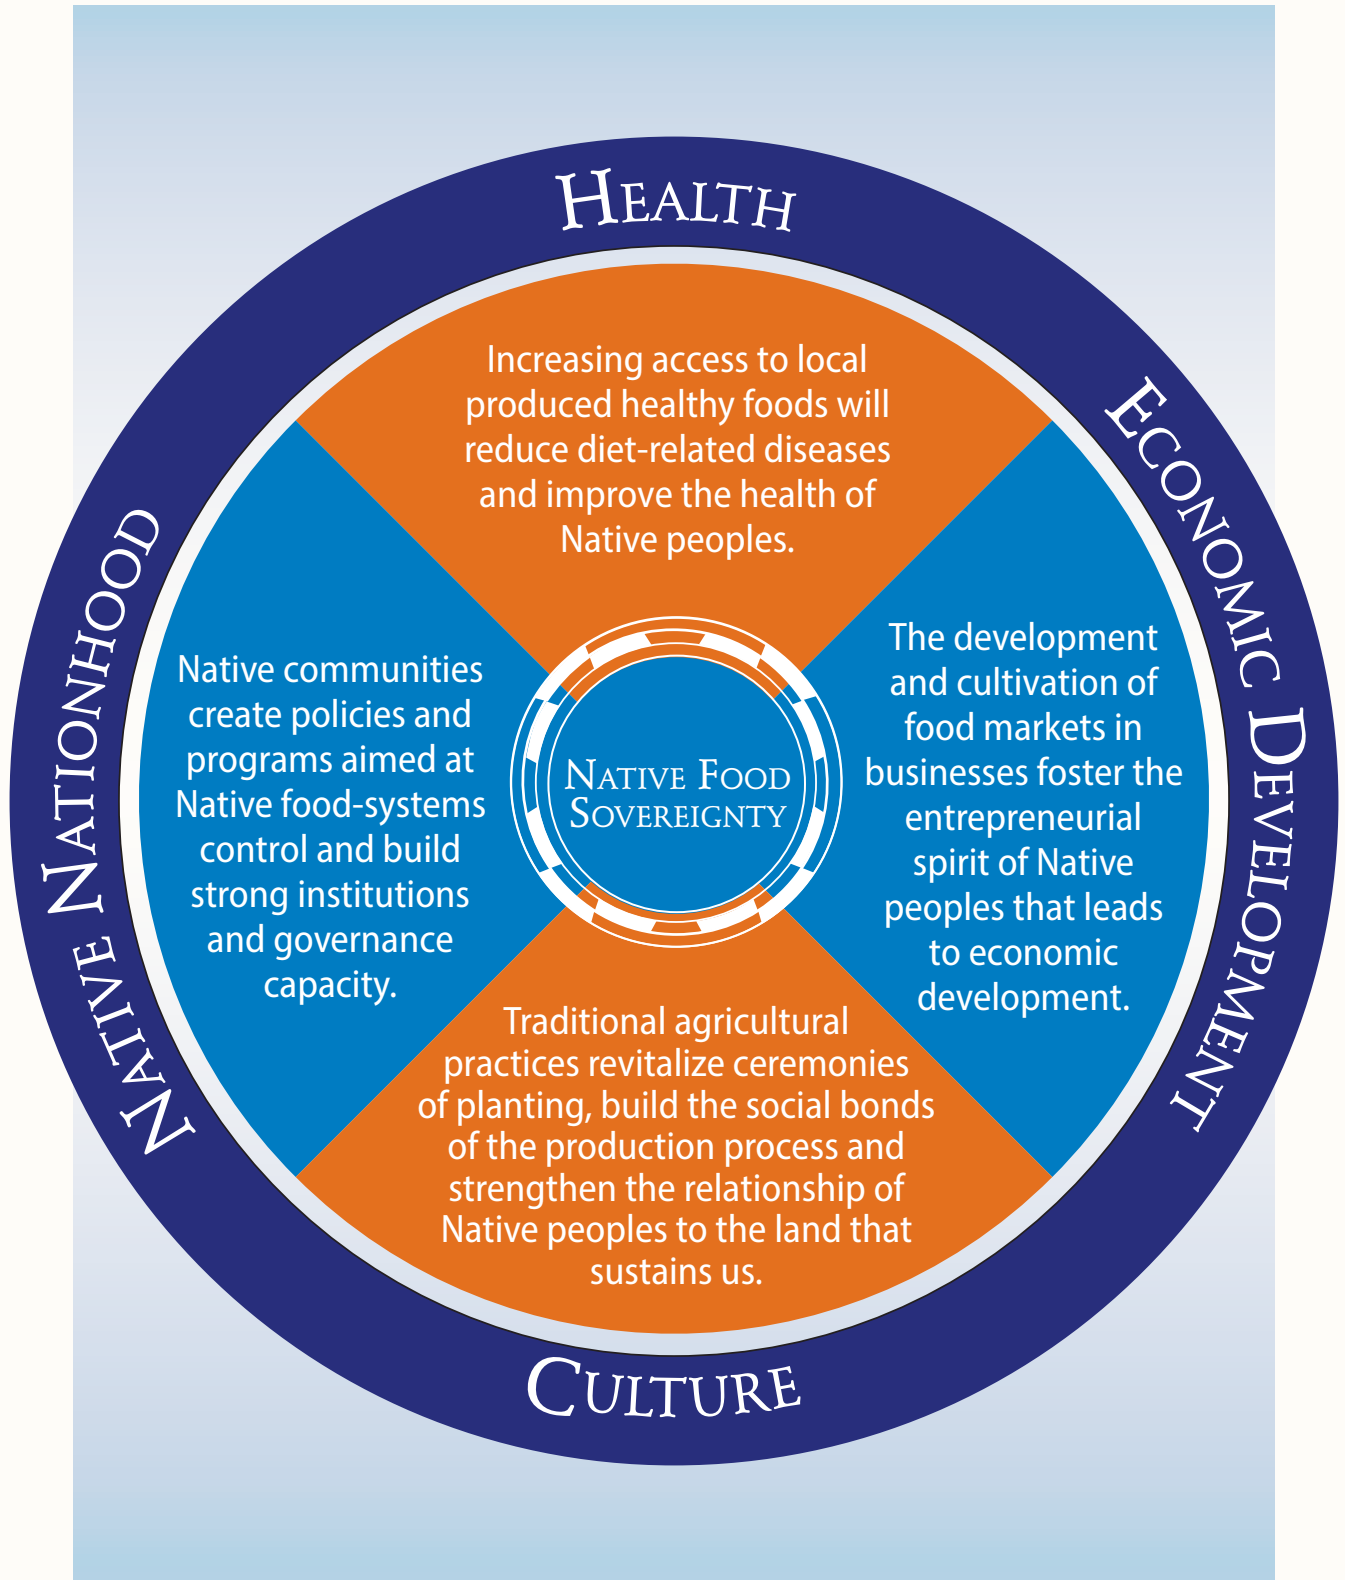 Health
Increasing access to local
produced healthy foods will
reduce diet-related diseases
and improve the health of
Native peoples.
Economic Development
The development
and cultivation of
food markets in
businesses foster the
entrepreneurial
spirit of Native
peoples that leads
to economic
development.
Native Food
Sovereignty
Native Nationhood
Native communities
create policies and
programs aimed at
Native food-systems
control and build
strong institutions
and governance
capacity.
Traditional agricultural
practices revitalize ceremonies
of planting, build the social bonds
of the production process and
strengthen the relationship of
Native peoples to the land that
sustains us.
Culture